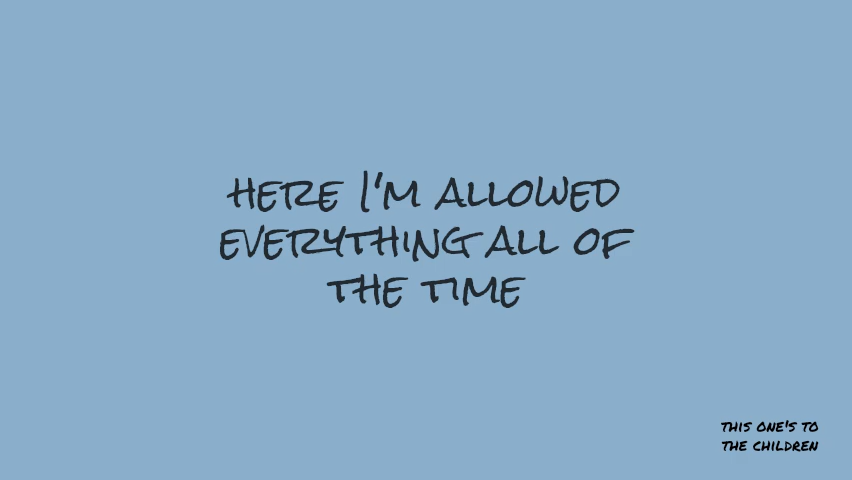 HERE I'M ALLOWED
EVERYTHING ALL OF
THE TIME
THIS ONE'S TO
THE CHILDREN